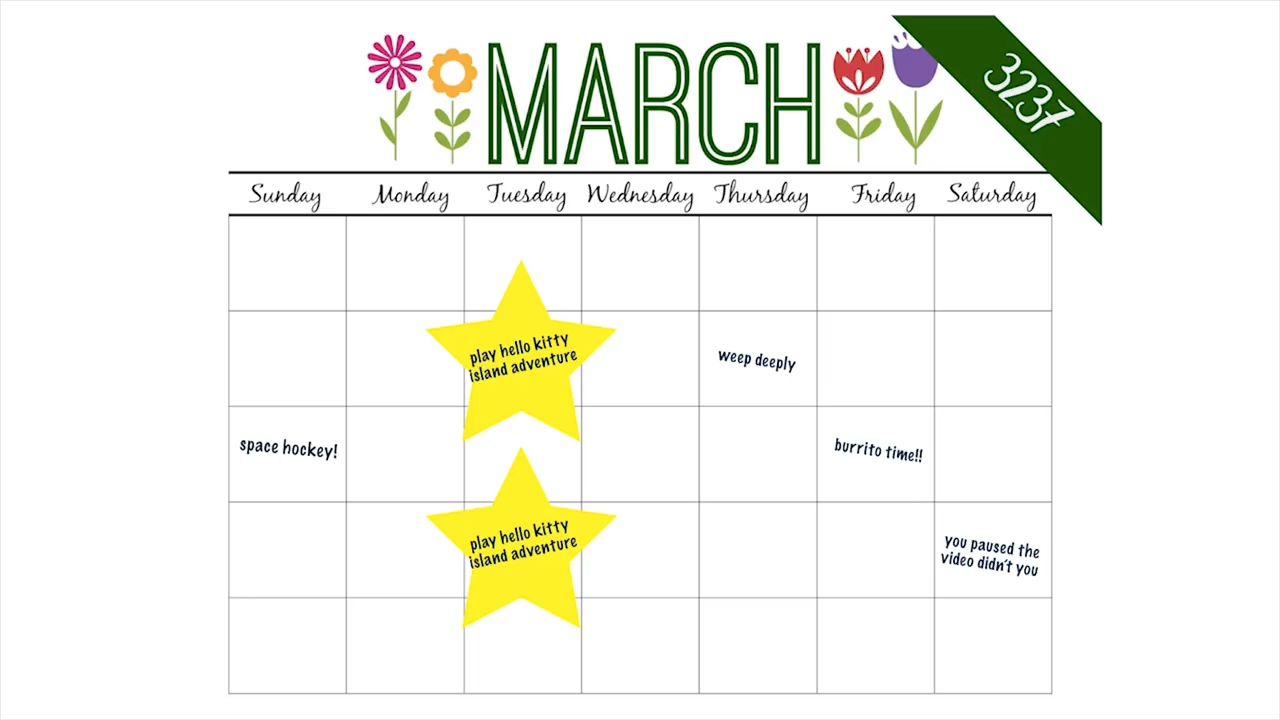 MARCH
3237
Sunday Monday Tuesday Wednesday Thursday Friday Saturday
play hello kitty
island adventure
weep deeply
space hockey!
burrito time!!
play hello kitty
island adventure
you paused the
video didn't you